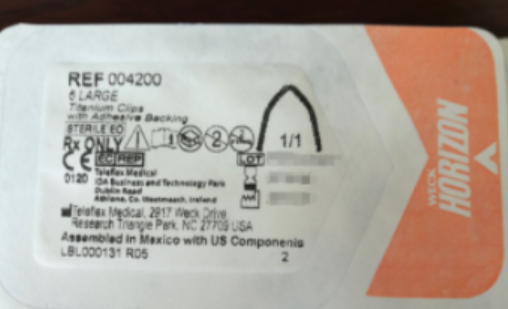 REF 004200
6 LARGE
Titanium Clips
with Adhesive Backing
STERILE EO
Rx ONLY
2
1/1
LOT
EC REP
0120
Teleflex Medical
IDA Business and Technology Park
Dublin Road
Athlone, Co. Westmeath, Ireland
Teleflex Medical, 2917 Weck Drive
Research Triangle Park, NC 27709 USA
Assembled in Mexico with US Components
LBL000131 R05
2
WECK
HORIZON